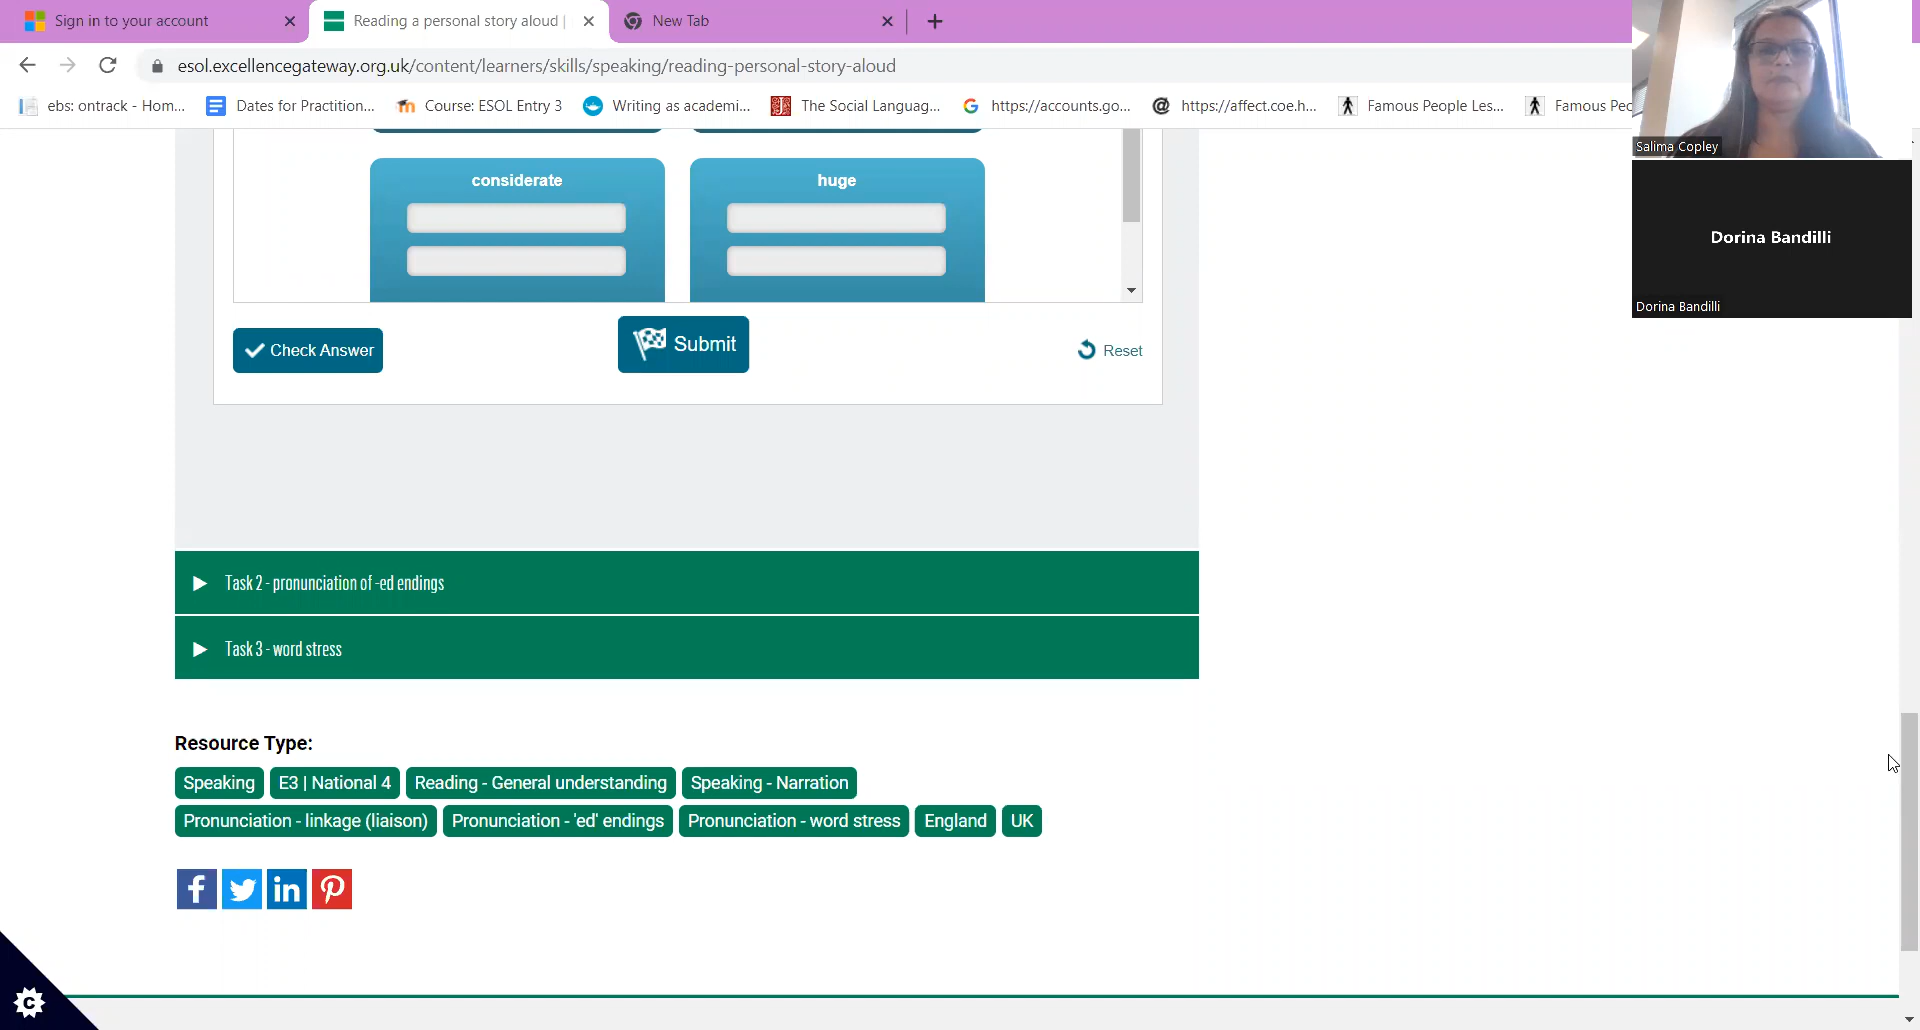 Sign in to your account
Reading a personal story aloud |
New Tab
esol.excellencegateway.org.uk/content/learners/skills/speaking/reading-personal-story-aloud
ebs: ontrack - Hom... Dates for Practition... Course: ESOL Entry 3 Writing as academi... The Social Languag... https://accounts.go... https://affect.coe.h... Famous People Les... Famous Peo
Salima Copley
Dorina Bandilli
Dorina Bandilli
considerate
huge
Check Answer
Submit
Reset
Task 2 - pronunciation of -ed endings
Task 3 - word stress
Resource Type:
Speaking E3 | National 4 Reading - General understanding Speaking - Narration
Pronunciation - linkage (liaison) Pronunciation - 'ed' endings Pronunciation - word stress England UK